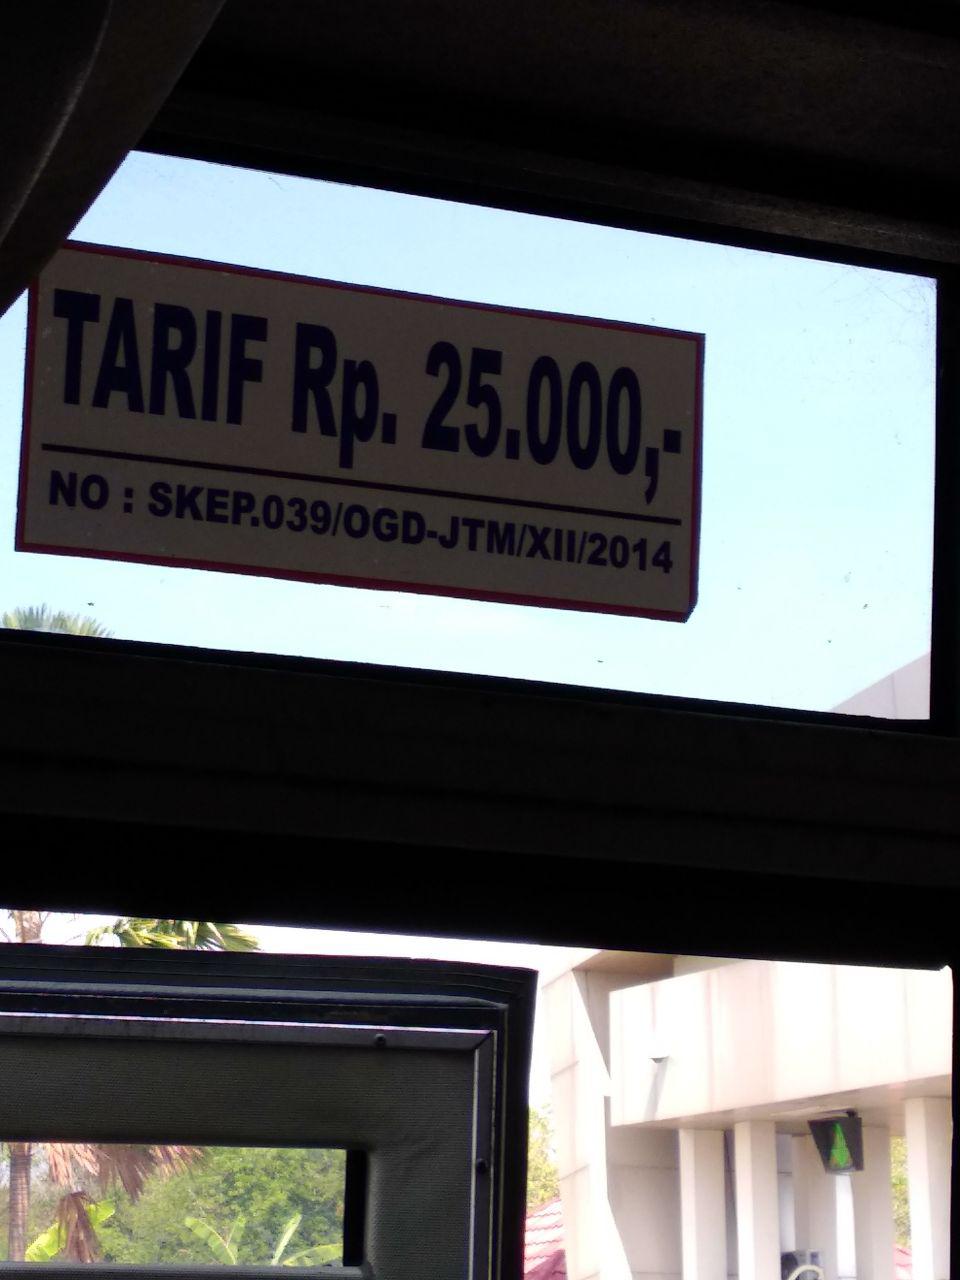 TARIF Rp. 25.000,-
NO : SKEP.039/OGD-JTM/XII/2014